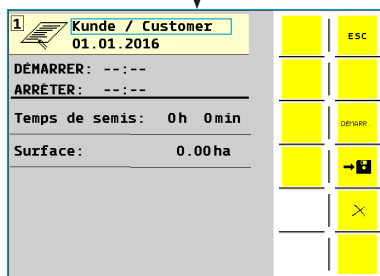 1
Kunde / Customer
01.01.2016
DÉMARRER: --:--
ARRÊTER: --:--
Temps de semis: 0h 0min
Surface: 0.00ha
ESC
DÉMARR.